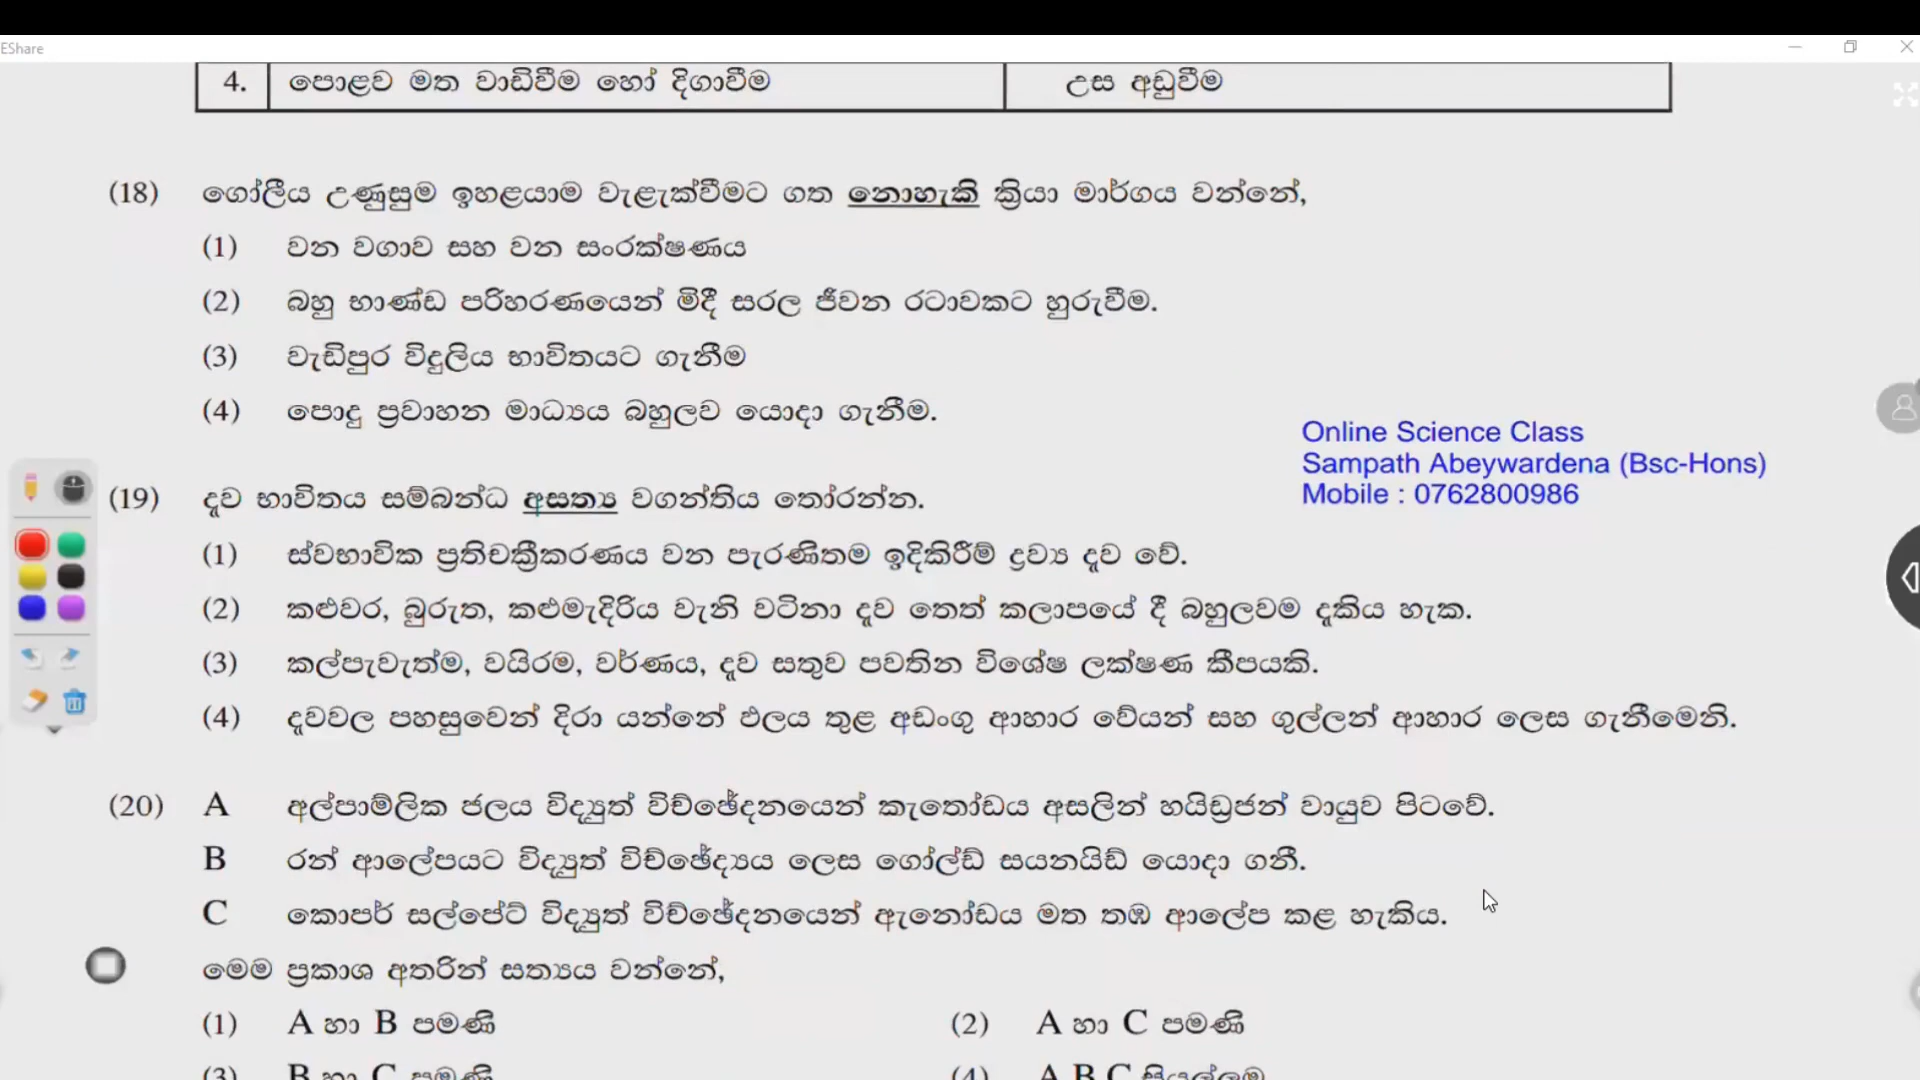 EShare
4. පොළව මත වාඩිවීම හෝ දිගාවීම උස අඩුවීම
(18) ගෝලීය උණුසුම ඉහළයාම වැළැක්වීමට ගත නොහැකි ක්‍රියා මාර්ගය වන්නේ,
(1) වන වගාව සහ වන සංරක්ෂණය
(2) බහු භාණ්ඩ පරිහරණයෙන් මිදී සරල ජීවන රටාවකට හුරුවීම.
(3) වැඩිපුර විදුලිය භාවිතයට ගැනීම
(4) පොදු ප්‍රවාහන මාධ්‍යය බහුලව යොදා ගැනීම.
Online Science Class
Sampath Abeywardena (Bsc-Hons)
Mobile : 0762800986
(19) දැව භාවිතය සම්බන්ධ අසත්‍ය වගන්තිය තෝරන්න.
(1) ස්වභාවික ප්‍රතිචක්‍රීකරණය වන පැරණිතම ඉදිකිරීම් ද්‍රව්‍ය දැව වේ.
(2) කළුවර, බුරුත, කළුමැදිරිය වැනි වටිනා දැව තෙත් කලාපයේ දී බහුලවම දැකිය හැක.
(3) කල්පැවැත්ම, වයිරම, වර්ණය, දැව සතුව පවතින විශේෂ ලක්ෂණ කීපයකි.
(4) දැවවල පහසුවෙන් දිරා යන්නේ ඵලය තුළ අඩංගු ආහාර වේයන් සහ ගුල්ලන් ආහාර ලෙස ගැනීමෙනි.
(20) A අල්පාම්ලික ජලය විද්‍යුත් විච්ඡේදනයෙන් කැතෝඩය අසලින් හයිඩ්‍රජන් වායුව පිටවේ.
B රන් ආලේපයට විද්‍යුත් විච්ඡේද්‍යය ලෙස ගෝල්ඩ් සයනයිඩ් යොදා ගනී.
C කොපර් සල්පේට් විද්‍යුත් විච්ඡේදනයෙන් ඇනෝඩය මත තඹ ආලේප කළ හැකිය.
මෙම ප්‍රකාශ අතරින් සත්‍යය වන්නේ,
(1) A හා B පමණි (2) A හා C පමණි
(3) B හා C පමණි (4) A B C සියල්ලම